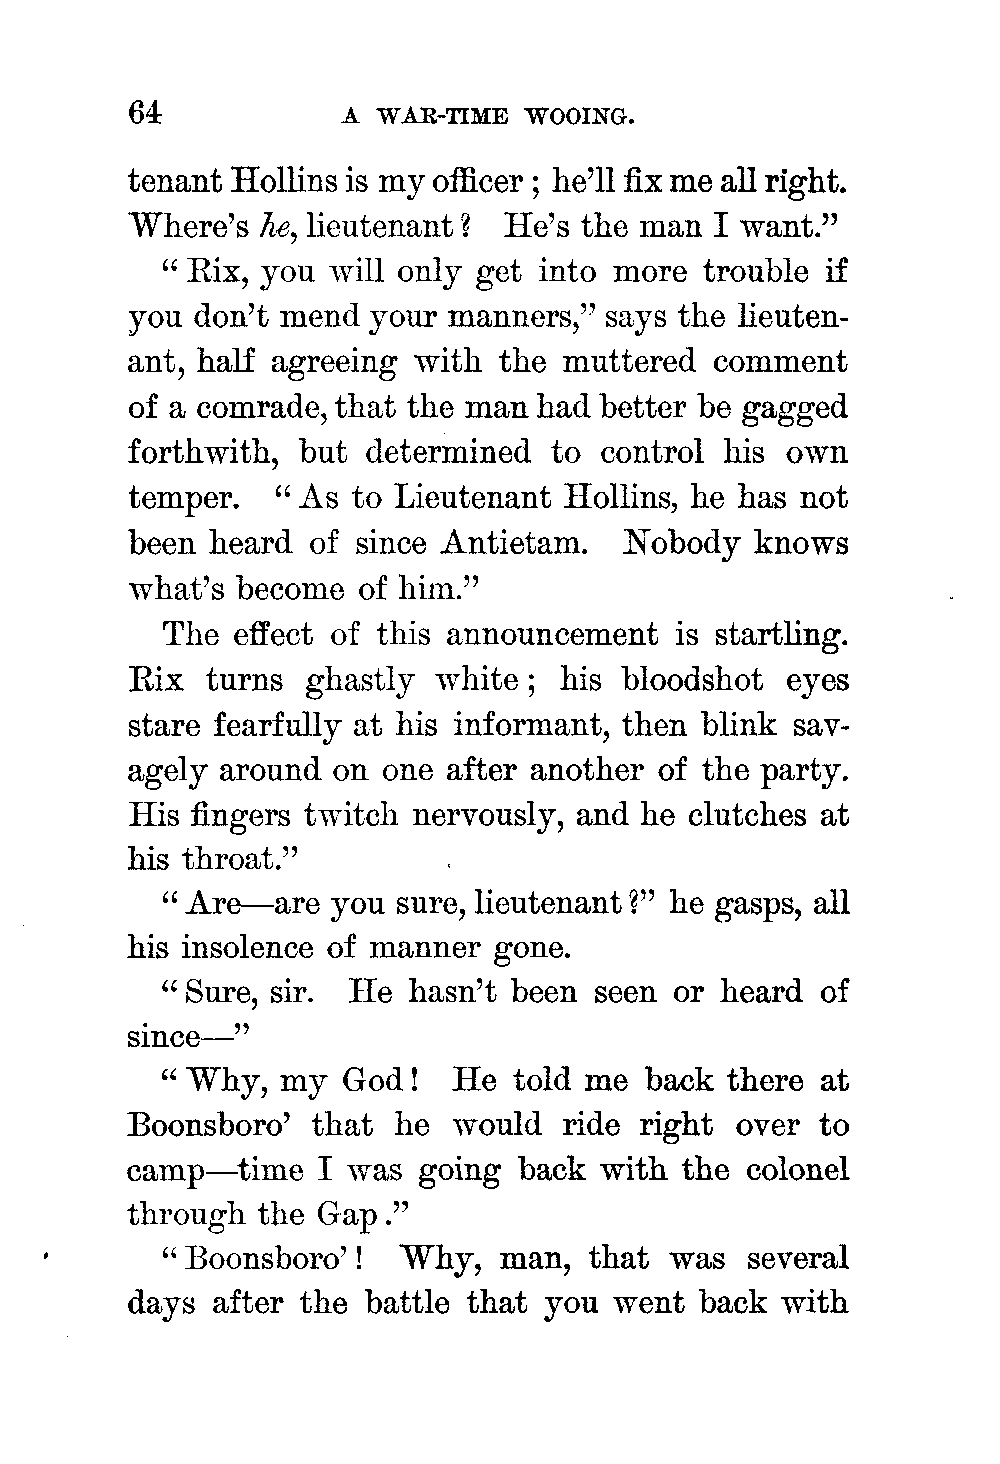 64 A WAR-TIME WOOING.
tenant Hollins is my officer; he'll fix me all right.
Where's he, lieutenant? He's the man I want.”
“Rix, you will only get into more trouble if
you don't mend your manners,” says the lieuten-
ant, half agreeing with the muttered comment
of a comrade, that the man had better be gagged
forthwith, but determined to control his own
temper. “As to Lieutenant Hollins, he has not
been heard of since Antietam. Nobody knows
what's become of him.”
The effect of this announcement is startling.
Rix turns ghastly white; his bloodshot eyes
stare fearfully at his informant, then blink sav-
agely around on one after another of the party.
His fingers twitch nervously, and he clutches at
his throat.”
“Are—are you sure, lieutenant?” he gasps, all
his insolence of manner gone.
“Sure, sir. He hasn't been seen or heard of
since—”
“Why, my God! He told me back there at
Boonsboro' that he would ride right over to
camp—time I was going back with the colonel
through the Gap.”
“Boonsboro'! Why, man, that was several
days after the battle that you went back with